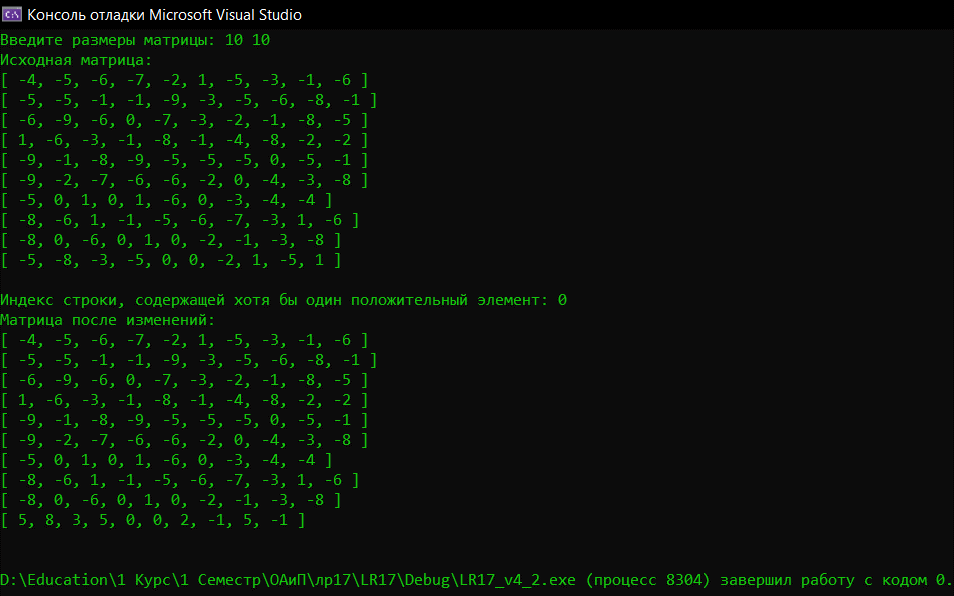 Консоль отладки Microsoft Visual Studio
Введите размеры матрицы: 10 10
Исходная матрица:
[ -4, -5, -6, -7, -2, 1, -5, -3, -1, -6 ]
[ -5, -5, -1, -1, -9, -3, -5, -6, -8, -1 ]
[ -6, -9, -6, 0, -7, -3, -2, -1, -8, -5 ]
[ 1, -6, -3, -1, -8, -1, -4, -8, -2, -2 ]
[ -9, -1, -8, -9, -5, -5, -5, 0, -5, -1 ]
[ -9, -2, -7, -6, -6, -2, 0, -4, -3, -8 ]
[ -5, 0, 1, 0, 1, -6, 0, -3, -4, -4 ]
[ -8, -6, 1, -1, -5, -6, -7, -3, 1, -6 ]
[ -8, 0, -6, 0, 1, 0, -2, -1, -3, -8 ]
[ -5, -8, -3, -5, 0, 0, -2, 1, -5, 1 ]
Индекс строки, содержащей хотя бы один положительный элемент: 0
Матрица после изменений:
[ -4, -5, -6, -7, -2, 1, -5, -3, -1, -6 ]
[ -5, -5, -1, -1, -9, -3, -5, -6, -8, -1 ]
[ -6, -9, -6, 0, -7, -3, -2, -1, -8, -5 ]
[ 1, -6, -3, -1, -8, -1, -4, -8, -2, -2 ]
[ -9, -1, -8, -9, -5, -5, -5, 0, -5, -1 ]
[ -9, -2, -7, -6, -6, -2, 0, -4, -3, -8 ]
[ -5, 0, 1, 0, 1, -6, 0, -3, -4, -4 ]
[ -8, -6, 1, -1, -5, -6, -7, -3, 1, -6 ]
[ -8, 0, -6, 0, 1, 0, -2, -1, -3, -8 ]
[ 5, 8, 3, 5, 0, 0, 2, -1, 5, -1 ]
D:\Education\1 Курс\1 Семестр\ОАиП\лр17\LR17\Debug\LR17_v4_2.exe (процесс 8304) завершил работу с кодом 0.